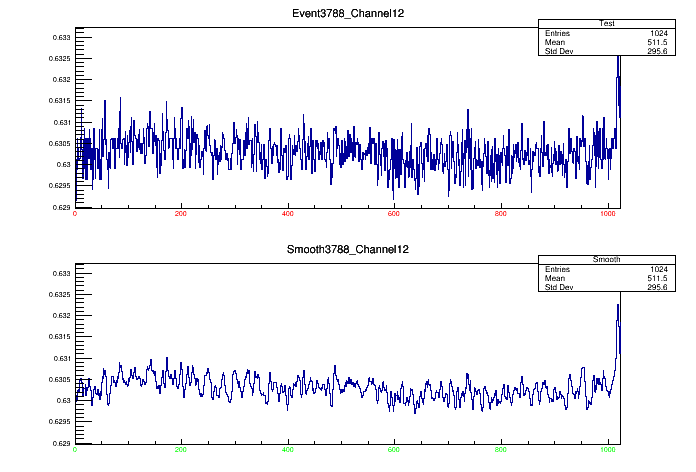 Event3788_Channel12
Test
Entries 1024
Mean 511.5
Std Dev 295.6
0.633
0.6325
0.632
0.6315
0.631
0.6305
0.63
0.6295
0.629
0 200 400 600 800 1000
Smooth3788_Channel12
Smooth
Entries 1024
Mean 511.5
Std Dev 295.6
0.633
0.6325
0.632
0.6315
0.631
0.6305
0.63
0.6295
0.629
0 200 400 600 800 1000